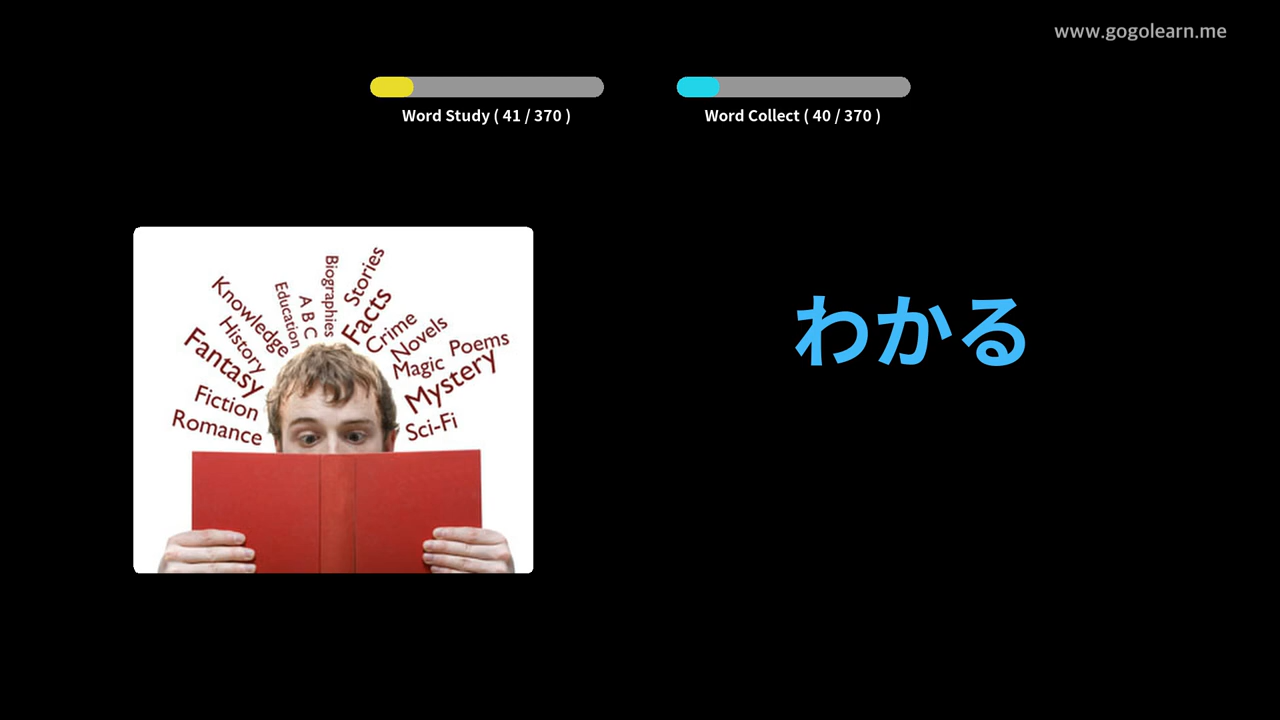 www.gogolearn.me
Word Study ( 41 / 370 )
Word Collect ( 40 / 370 )
Biographies
Stories
Education
A B C
Facts
Knowledge
Crime
History
Novels
Fantasy
Magic
Poems
Mystery
Fiction
Romance
Sci-Fi
わかる